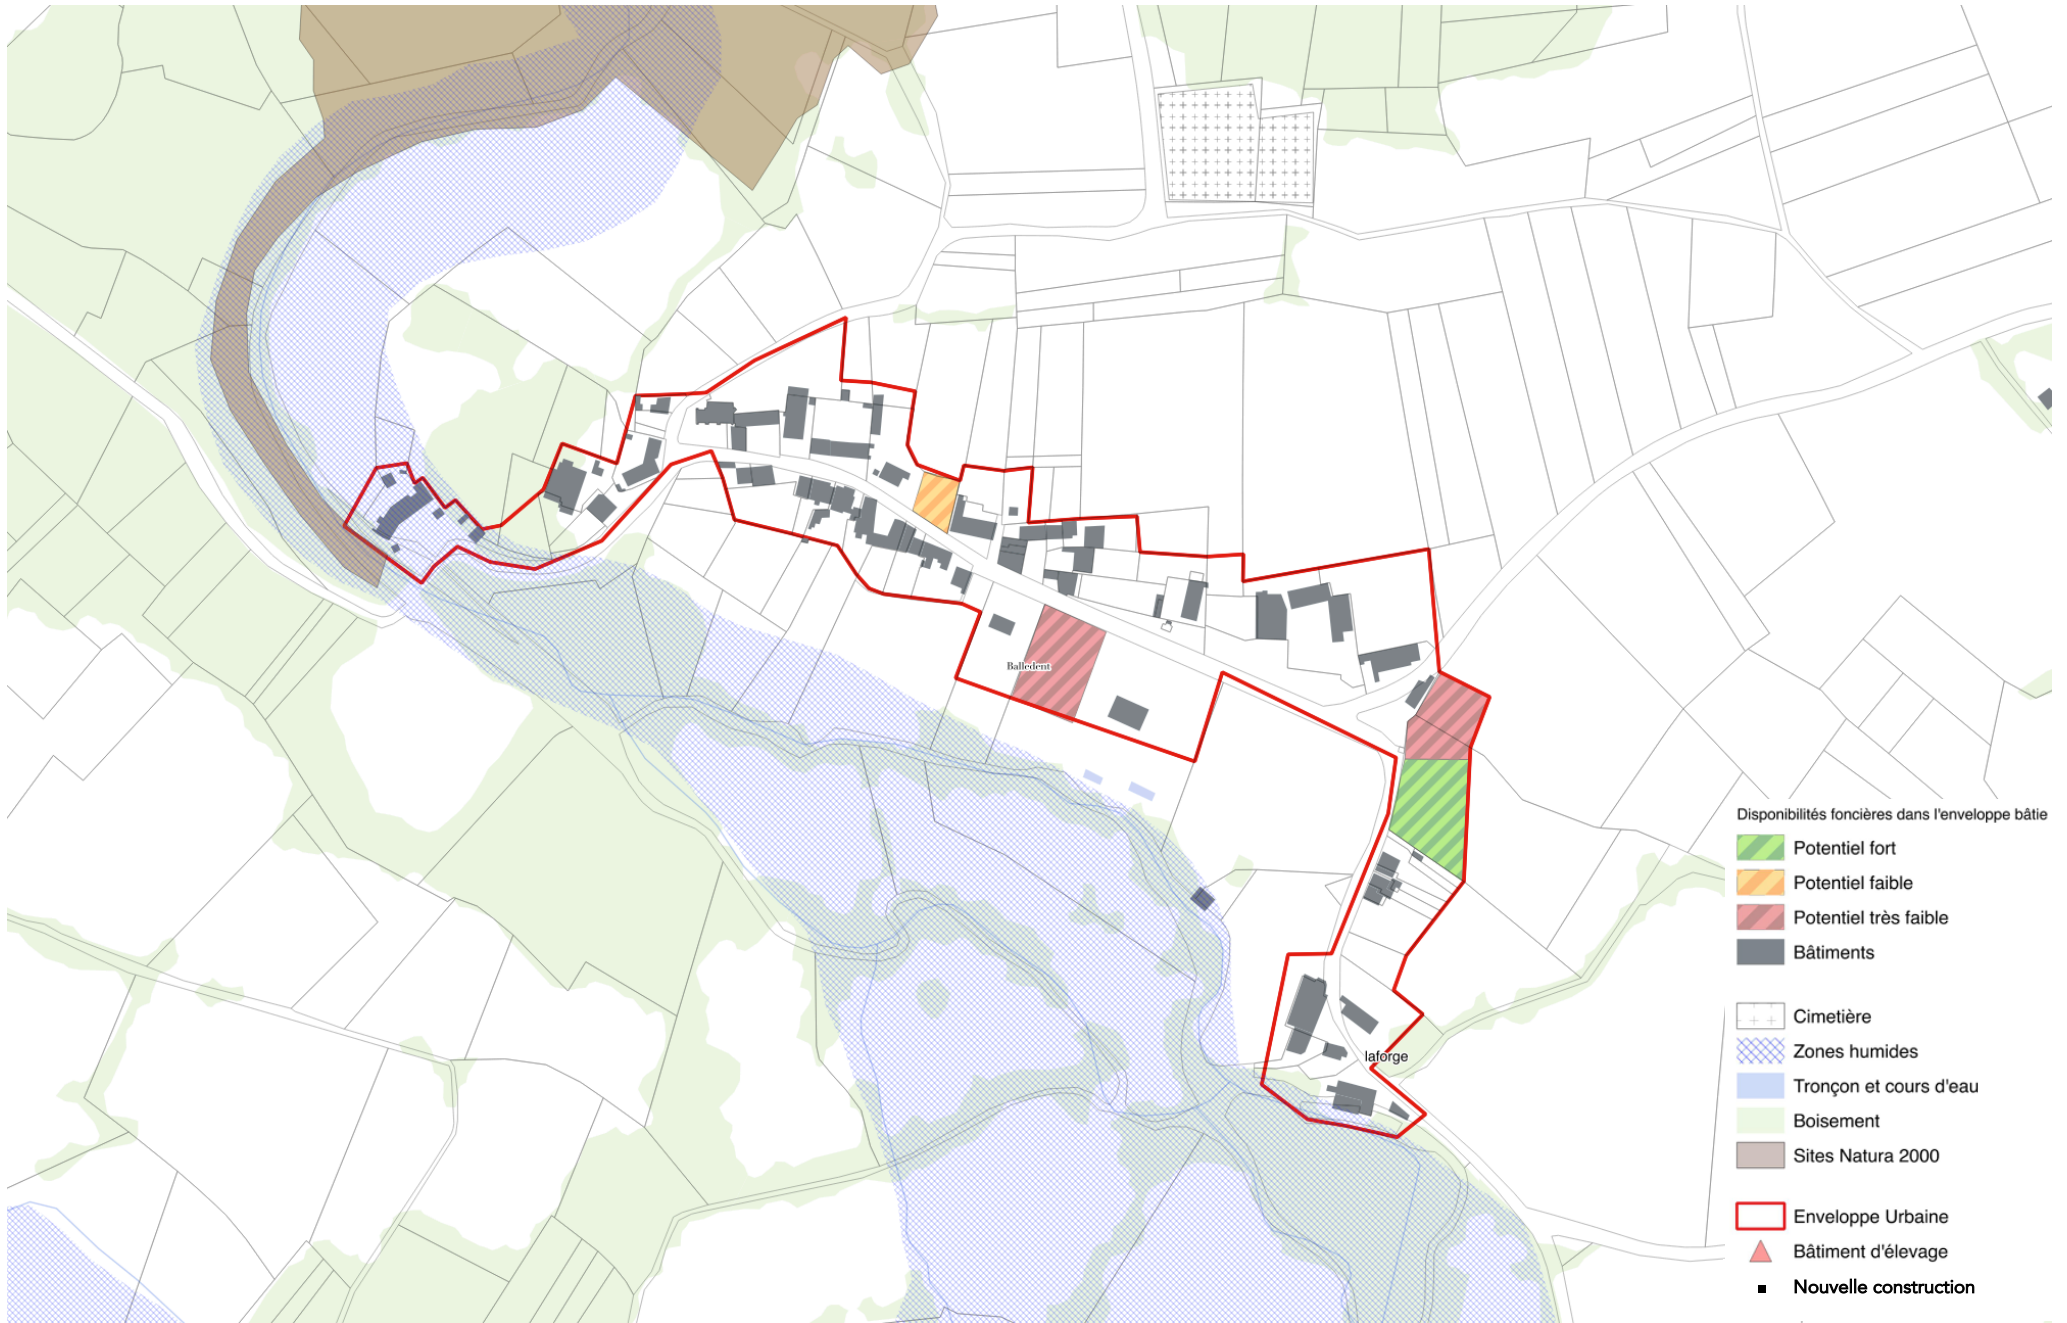 Balledent
laforge
Disponibilités foncières dans l'enveloppe bâtie
Potentiel fort
Potentiel faible
Potentiel très faible
Bâtiments
Cimetière
Zones humides
Tronçon et cours d'eau
Boisement
Sites Natura 2000
Enveloppe Urbaine
Bâtiment d'élevage
Nouvelle construction